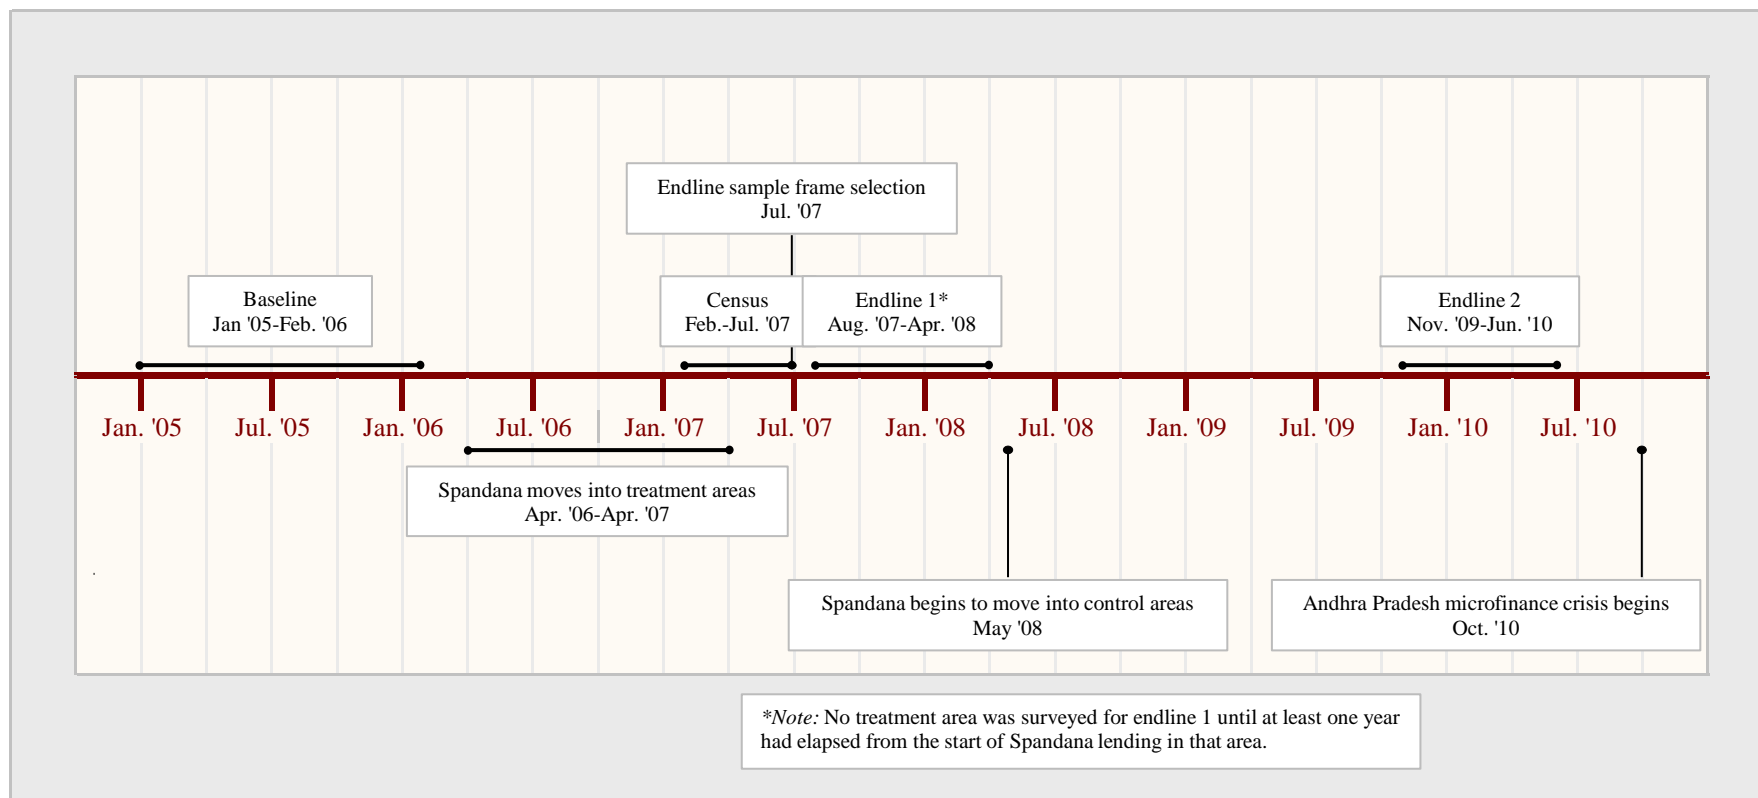 Endline sample frame selection
Jul. '07
Baseline
Jan '05-Feb. '06
Census
Feb.-Jul. '07
Endline 1*
Aug. '07-Apr. '08
Endline 2
Nov. '09-Jun. '10
Jan. '05
Jul. '05
Jan. '06
Jul. '06
Jan. '07
Jul. '07
Jan. '08
Jul. '08
Jan. '09
Jul. '09
Jan. '10
Jul. '10
Spandana moves into treatment areas
Apr. '06-Apr. '07
Spandana begins to move into control areas
May '08
Andhra Pradesh microfinance crisis begins
Oct. '10
*Note: No treatment area was surveyed for endline 1 until at least one year
had elapsed from the start of Spandana lending in that area.